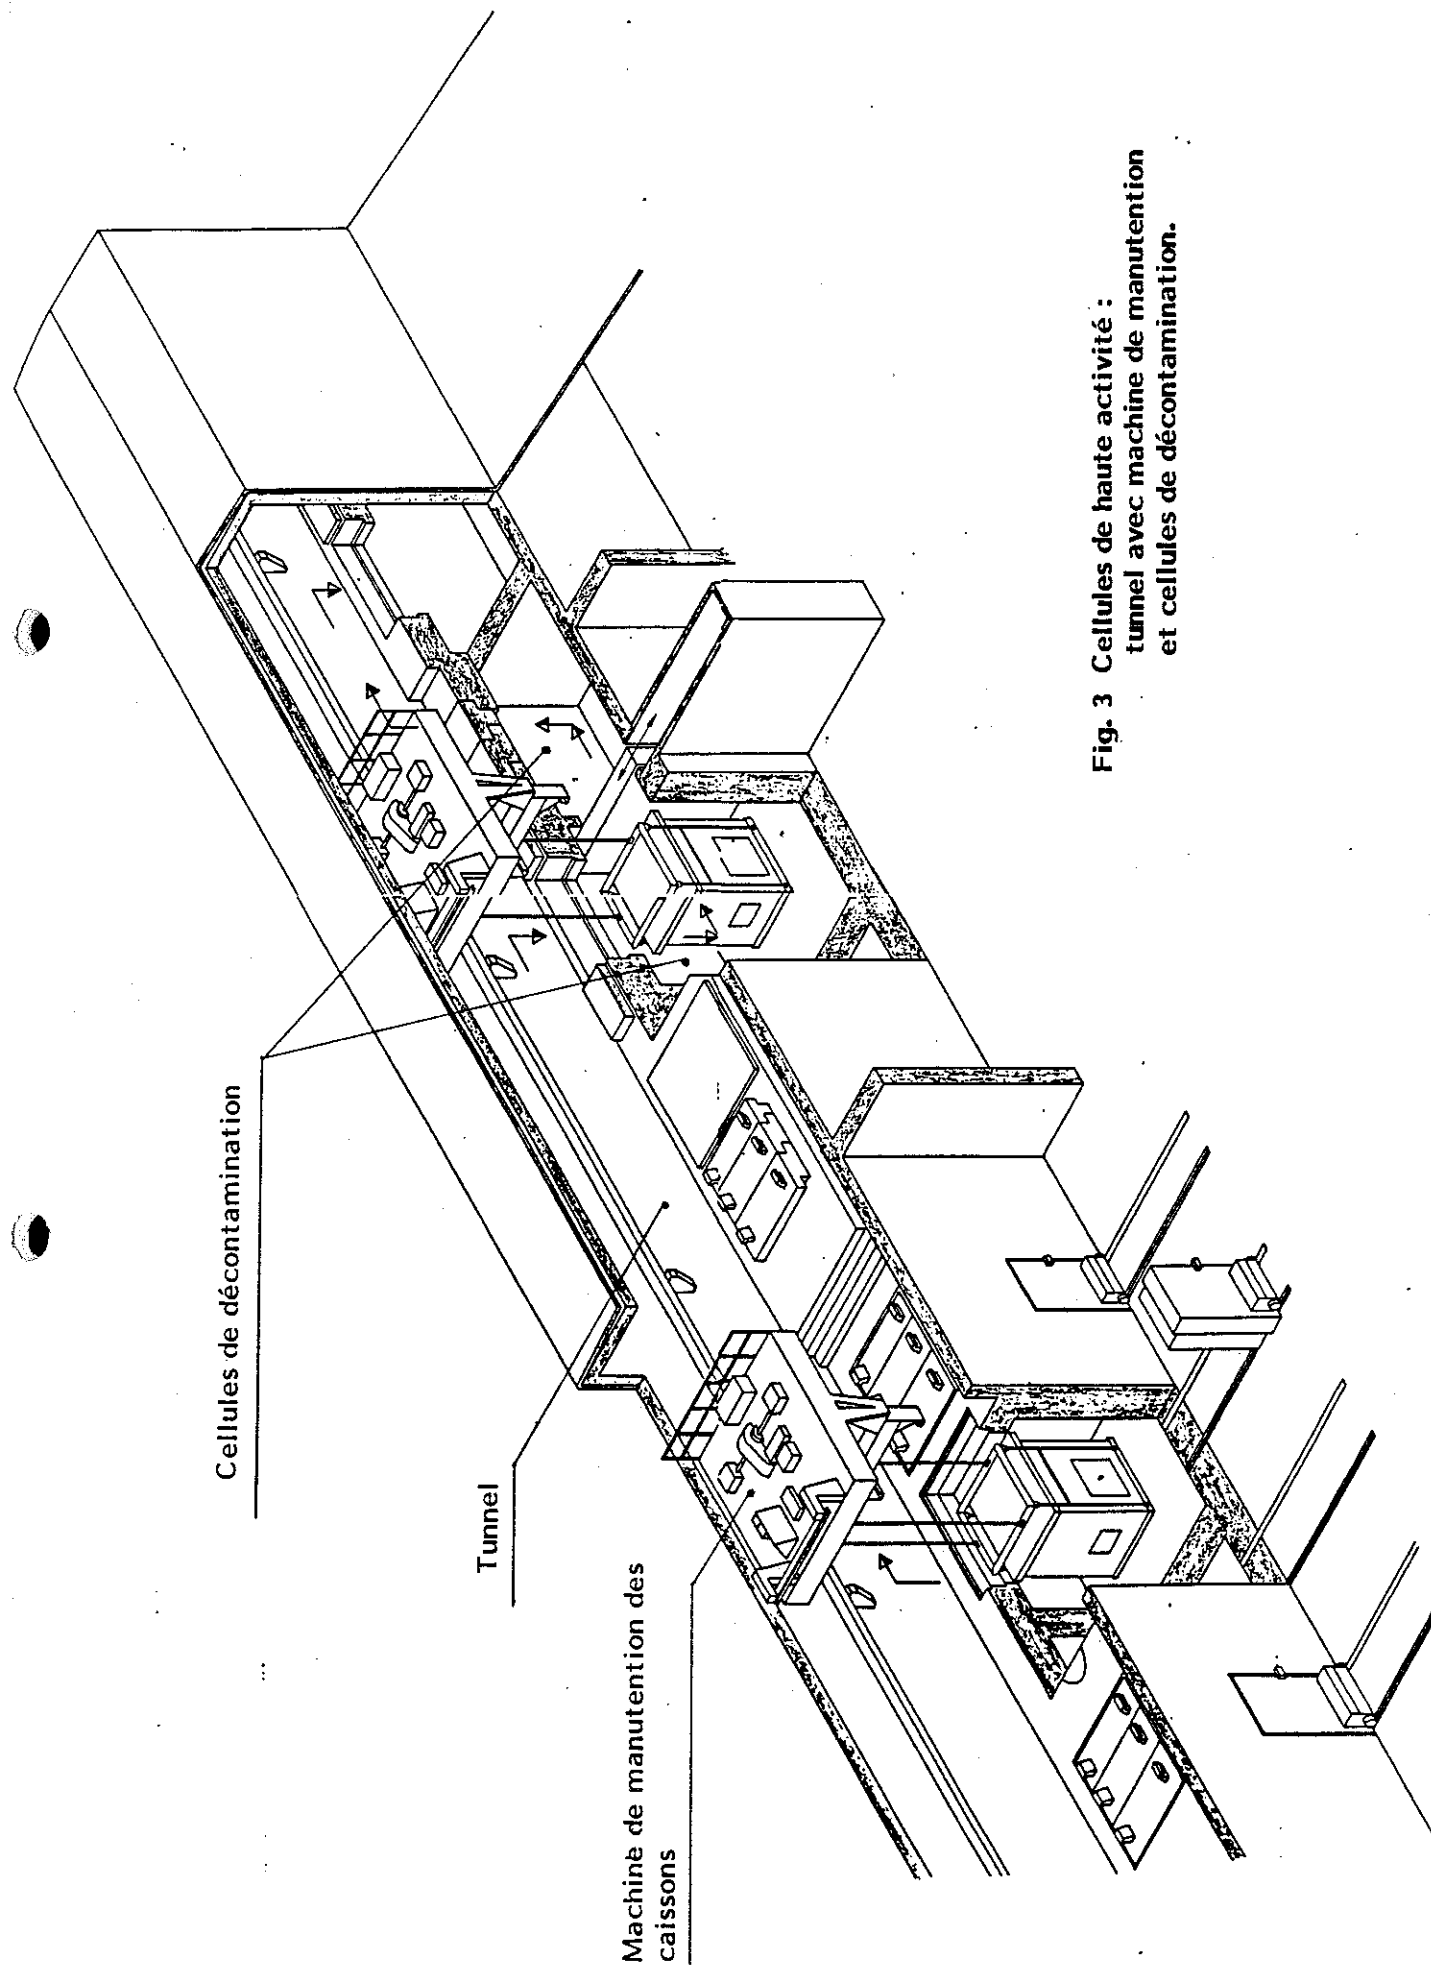 Cellules de décontamination
Tunnel
Machine de manutention des
caissons
Fig. 3 Cellules de haute activité :
tunnel avec machine de manutention
et cellules de décontamination.